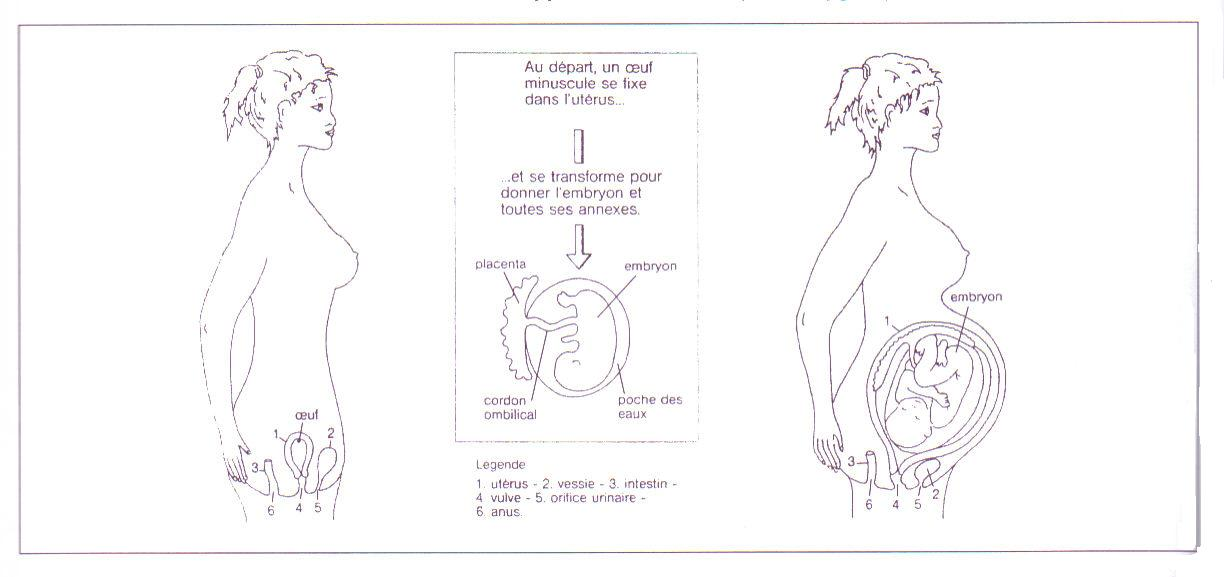 œuf
1
2
3
6
4
5
Au départ, un œuf
minuscule se fixe
dans l'utérus...
...et se transforme pour
donner l'embryon et
toutes ses annexes.
placenta
embryon
cordon
ombilical
poche des
eaux
Legende
1. utérus - 2. vessie - 3. intestin -
4 vulve - 5. orifice urinaire -
6. anus.
embryon
1
3
2
6
4
5